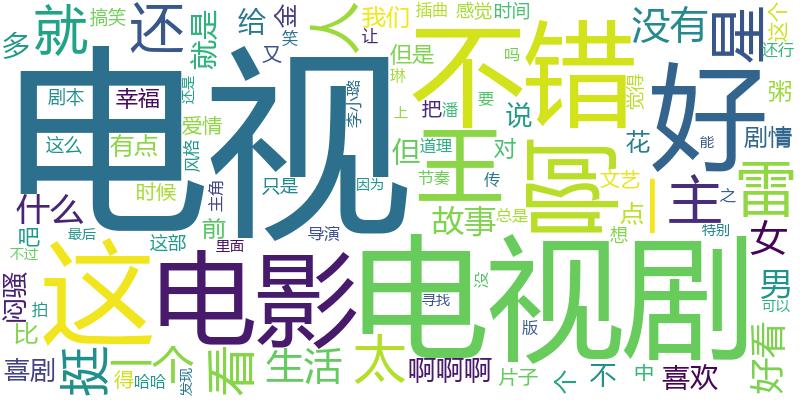 多
搞笑
就
还
就是
给
金
笑
又
人
我们
让
插曲
但是
感觉
时间
吗
没有
星
这个
还行
粥
剧本
幸福
还是
李小璐
琳
上
把
潘
要
不错
觉得
好
电视
这么
有点
爱情
风格
但
道理
王
说
对
啊
花
剧情
能
时候
主角
只是
因为
节奏
传
文艺
一
主
雷
什么
吧
最后
这部
前
里面
导演
故事
总是
想
点
之
特别
女
不过
闷骚
拍
这
电影
电视剧
寻找
没
版
男
可以
比
喜剧
挺
得
一个
哈哈
发现
看
生活
太
啊啊啊
片子
个
不
中
喜欢
好看